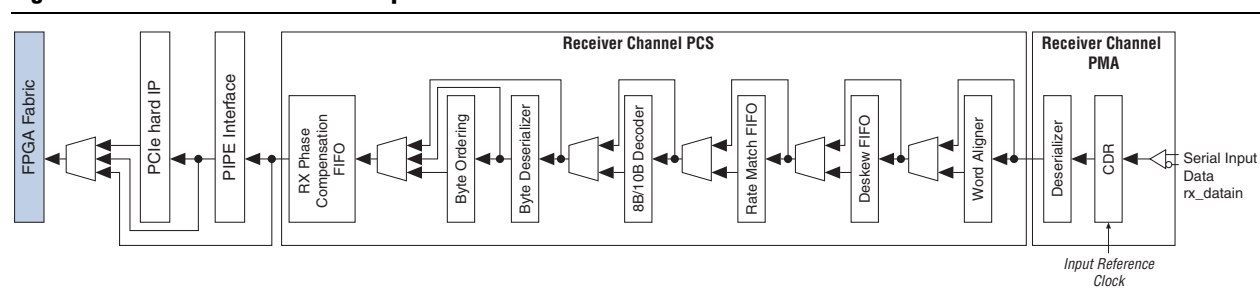 FPGA Fabric
PCIe hard IP
PIPE Interface
Receiver Channel PCS
RX Phase
Compensation
FIFO
Byte Ordering
Byte Deserializer
8B/10B Decoder
Rate Match FIFO
Deskew FIFO
Word Aligner
Receiver Channel
PMA
Deserializer
CDR
Serial Input
Data
rx_datain
Input Reference
Clock